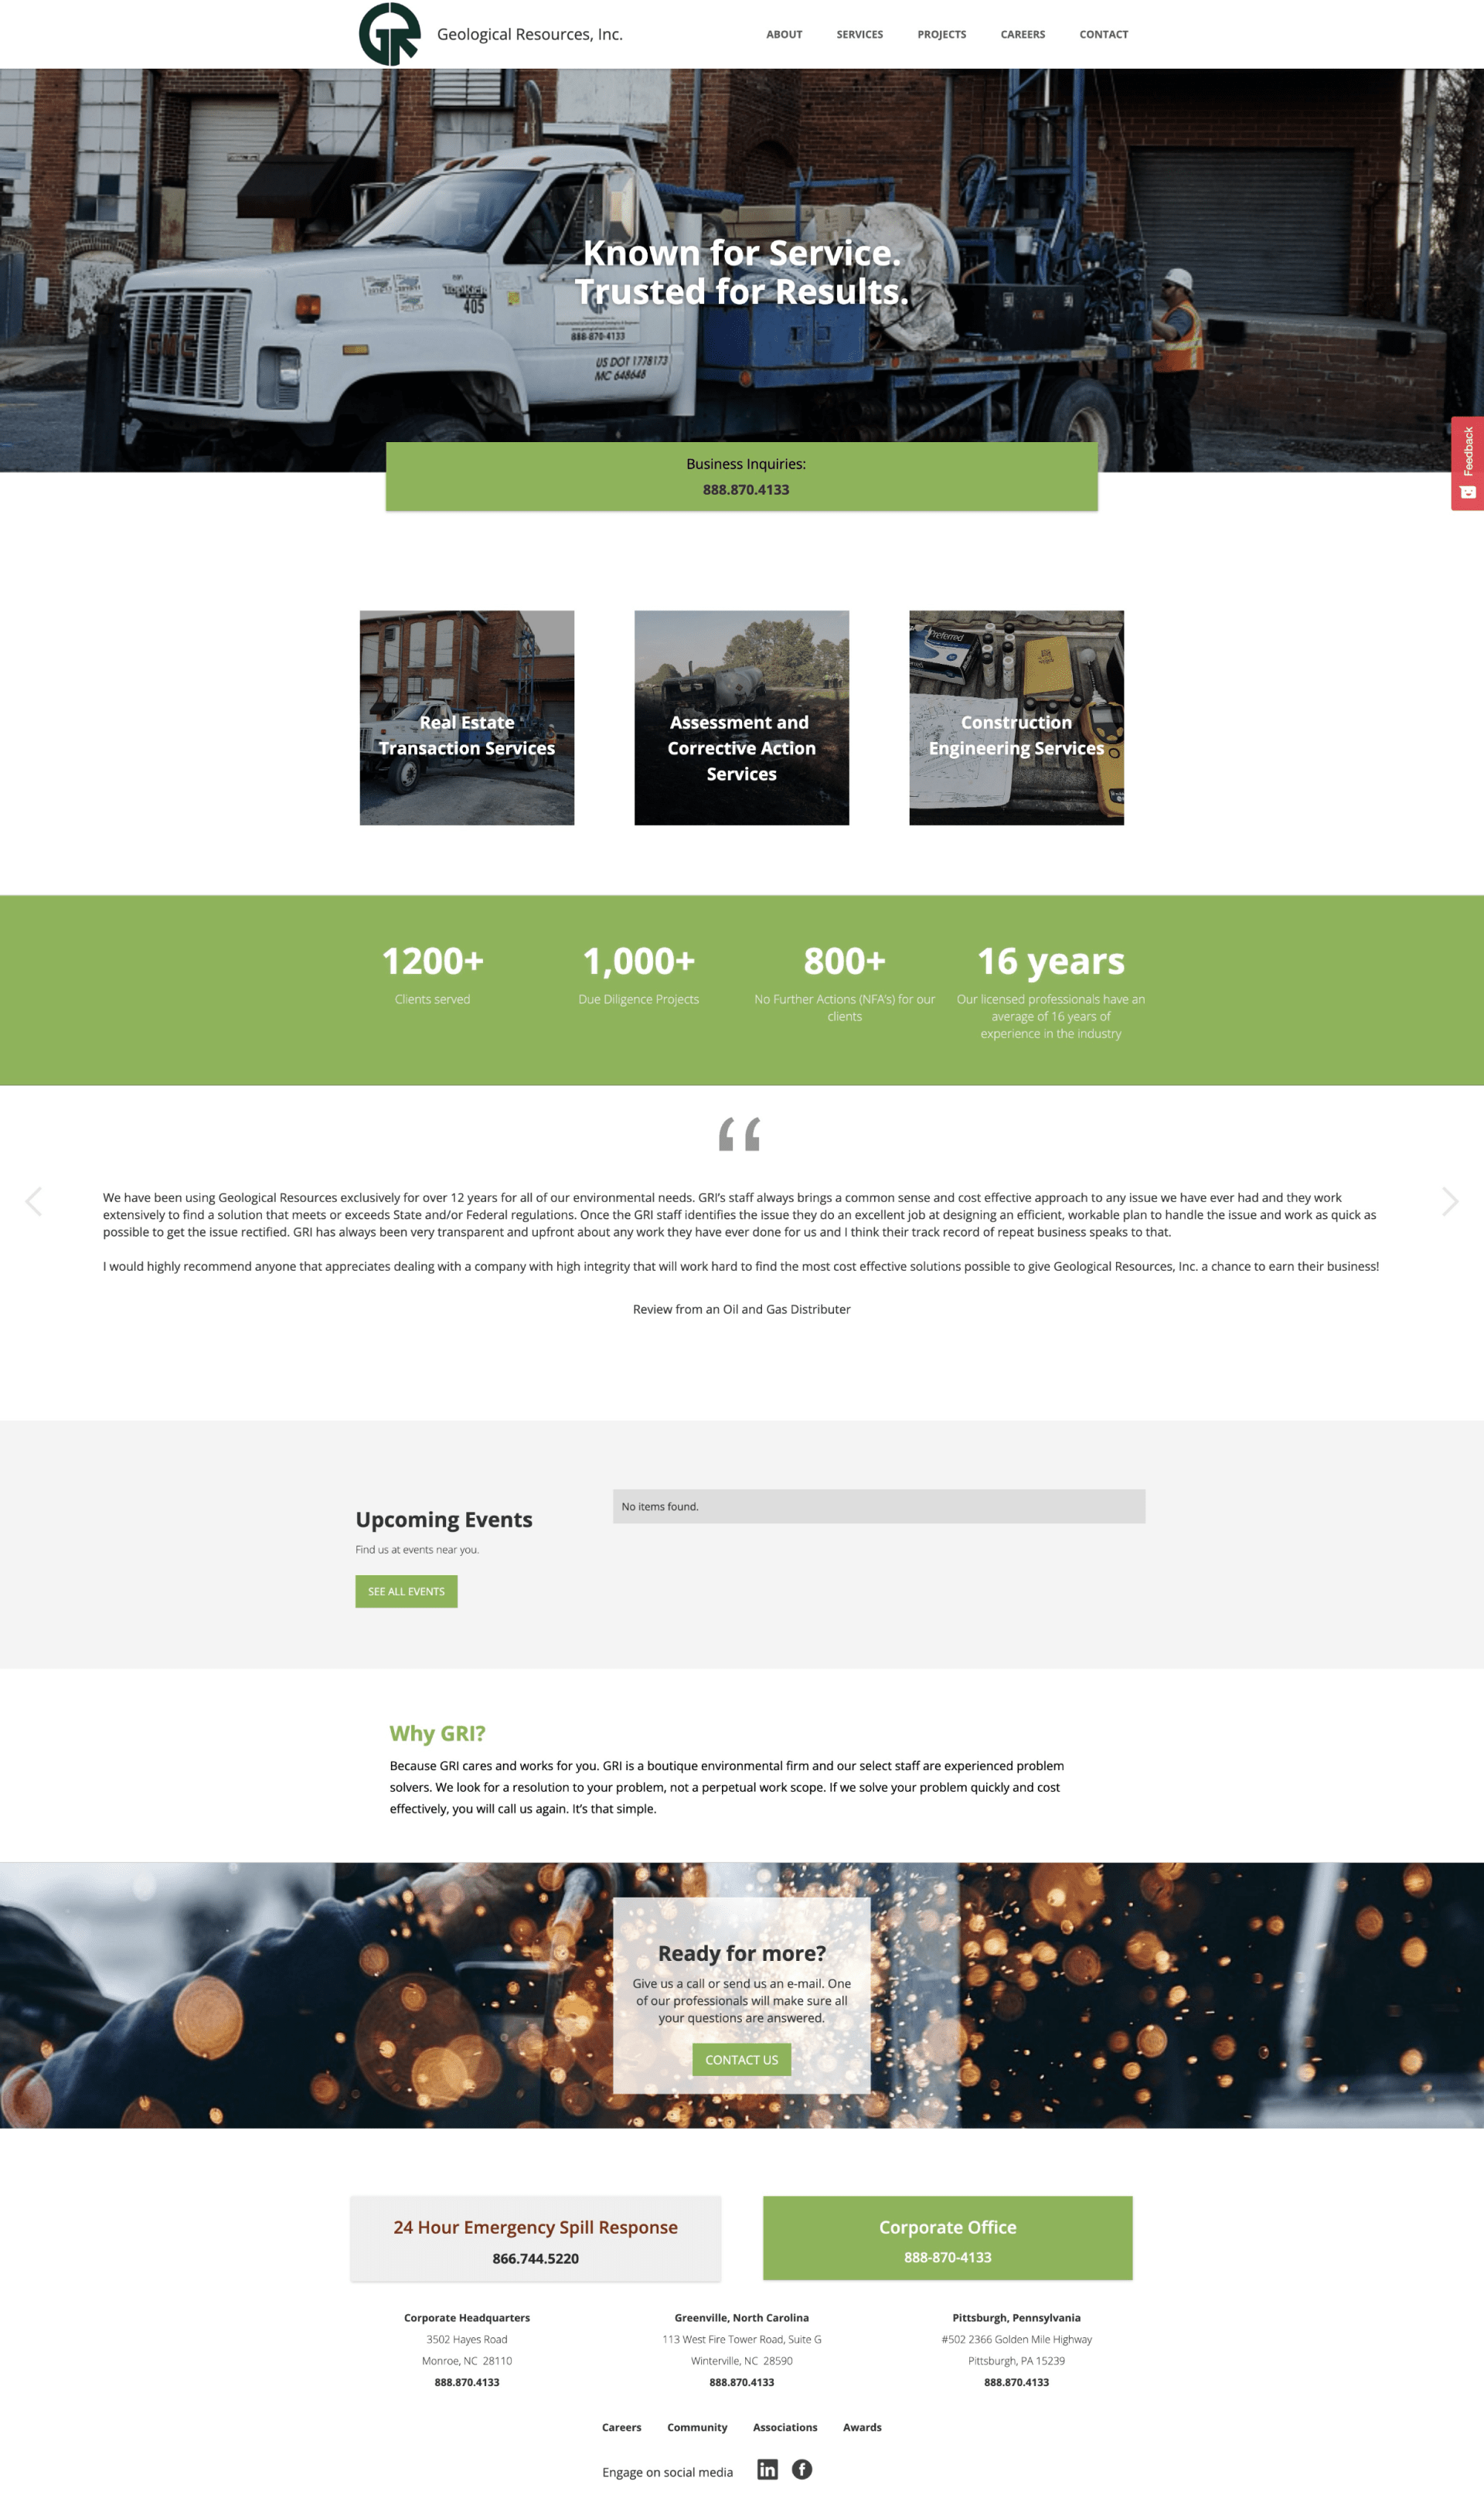 GR
Geological Resources, Inc.
ABOUT
SERVICES
PROJECTS
CAREERS
CONTACT
Known for Service.
Trusted for Results.
TopKick
405
GMC
888-870-4133
US DOT 1778173
MC 648648
Business Inquiries:
888.870.4133
Feedback
Real Estate
Transaction Services
Assessment and
Corrective Action
Services
Preferred
Construction
Engineering Services
1200+
Clients served
1,000+
Due Diligence Projects
800+
No Further Actions (NFA's) for our
clients
16 years
Our licensed professionals have an
average of 16 years of
experience in the industry
“
We have been using Geological Resources exclusively for over 12 years for all of our environmental needs. GRI's staff always brings a common sense and cost effective approach to any issue we have ever had and they work
extensively to find a solution that meets or exceeds State and/or Federal regulations. Once the GRI staff identifies the issue they do an excellent job at designing an efficient, workable plan to handle the issue and work as quick as
possible to get the issue rectified. GRI has always been very transparent and upfront about any work they have ever done for us and I think their track record of repeat business speaks to that.
I would highly recommend anyone that appreciates dealing with a company with high integrity that will work hard to find the most cost effective solutions possible to give Geological Resources, Inc. a chance to earn their business!
Review from an Oil and Gas Distributer
Upcoming Events
Find us at events near you.
SEE ALL EVENTS
No items found.
Why GRI?
Because GRI cares and works for you. GRI is a boutique environmental firm and our select staff are experienced problem
solvers. We look for a resolution to your problem, not a perpetual work scope. If we solve your problem quickly and cost
effectively, you will call us again. It's that simple.
Ready for more?
Give us a call or send us an e-mail. One
of our professionals will make sure all
your questions are answered.
CONTACT US
24 Hour Emergency Spill Response
866.744.5220
Corporate Office
888-870-4133
Corporate Headquarters
3502 Hayes Road
Monroe, NC 28110
888.870.4133
Greenville, North Carolina
113 West Fire Tower Road, Suite G
Winterville, NC 28590
888.870.4133
Pittsburgh, Pennsylvania
#502 2366 Golden Mile Highway
Pittsburgh, PA 15239
888.870.4133
Careers
Community
Associations
Awards
Engage on social media
in
f